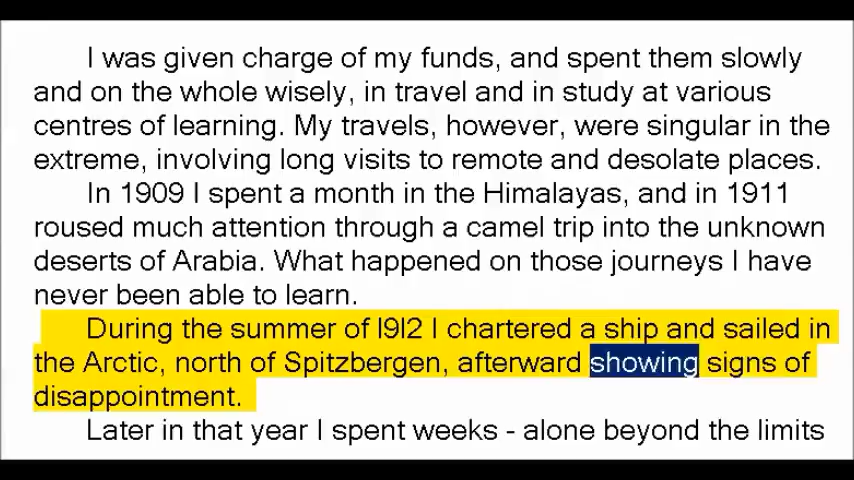 I was given charge of my funds, and spent them slowly
and on the whole wisely, in travel and in study at various
centres of learning. My travels, however, were singular in the
extreme, involving long visits to remote and desolate places.
In 1909 I spent a month in the Himalayas, and in 1911
roused much attention through a camel trip into the unknown
deserts of Arabia. What happened on those journeys I have
never been able to learn.
During the summer of l9l2 I chartered a ship and sailed in
the Arctic, north of Spitzbergen, afterward showing signs of
disappointment.
Later in that year I spent weeks - alone beyond the limits